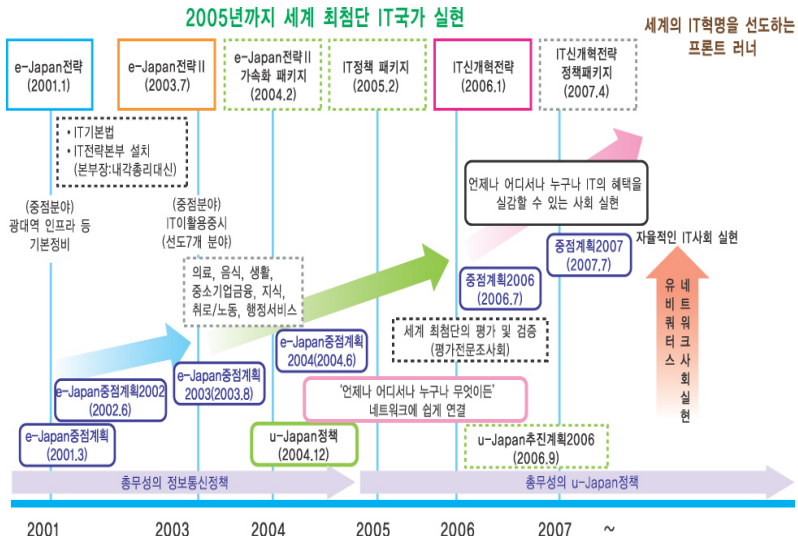 2005년까지 세계 최첨단 IT국가 실현
세계의 IT혁명을 선도하는
프론트 러너
e-Japan전략
(2001.1)
e-Japan전략Ⅱ
(2003.7)
e-Japan전략Ⅱ
가속화 패키지
(2004.2)
IT정책 패키지
(2005.2)
IT신개혁전략
(2006.1)
IT신개혁전략
정책패키지
(2007.4)
• IT기본법
• IT전략본부 설치
(본부장:내각총리대신)
(중점분야)
광대역 인프라 등
기본정비
(중점분야)
IT이활용중시
(선도7개 분야)
의료, 음식, 생활,
중소기업금융, 지식,
취로/노동, 행정서비스
언제나 어디서나 누구나 IT의 혜택을
실감할 수 있는 사회 실현
자율적인 IT사회 실현
중점계획2007
(2007.7)
중점계획2006
(2006.7)
유비쿼터스
네트워크사회실현
세계 최첨단의 평가 및 검증
(평가전문조사회)
e-Japan중점계획
2004(2004.6)
e-Japan중점계획
2003(2003.8)
e-Japan중점계획2002
(2002.6)
e-Japan중점계획
(2001.3)
‘언제나 어디서나 누구나 무엇이든’
네트워크에 쉽게 연결
u-Japan정책
(2004.12)
u-Japan추진계획2006
(2006.9)
총무성의 정보통신정책
총무성의 u-Japan정책
2001 2003 2004 2005 2006 2007 ~